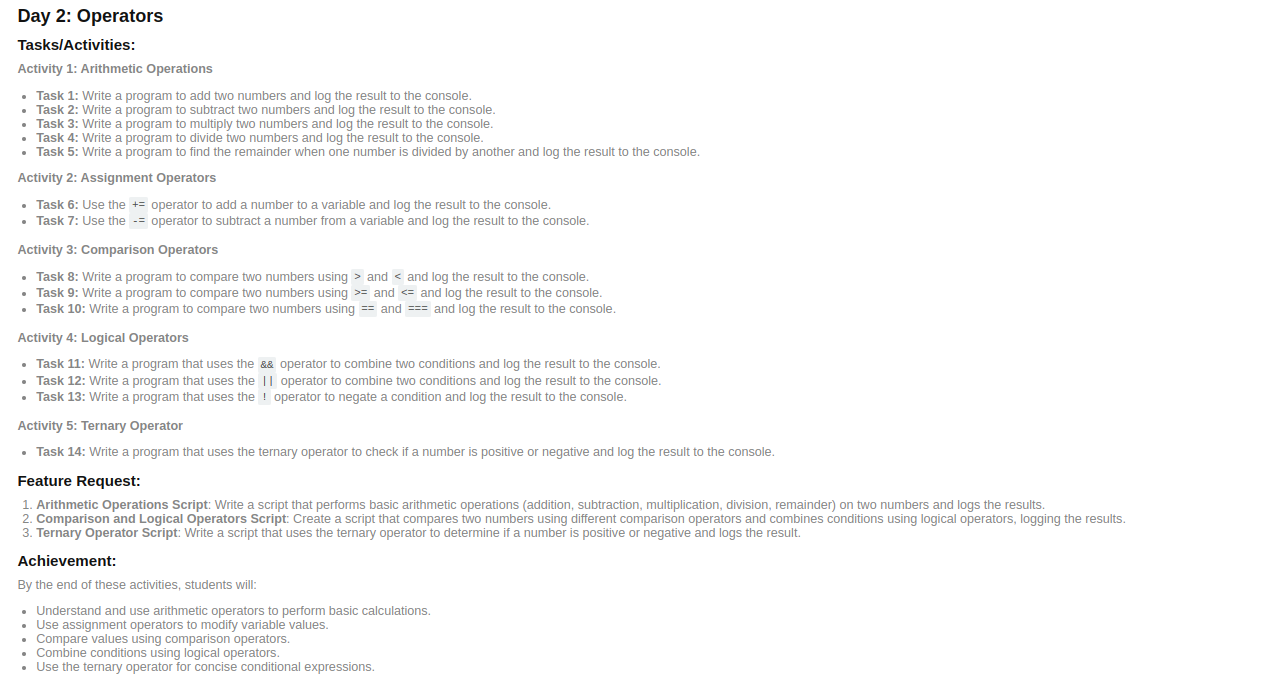 Day 2: Operators
Tasks/Activities:
Activity 1: Arithmetic Operations
Task 1: Write a program to add two numbers and log the result to the console.
Task 2: Write a program to subtract two numbers and log the result to the console.
Task 3: Write a program to multiply two numbers and log the result to the console.
Task 4: Write a program to divide two numbers and log the result to the console.
Task 5: Write a program to find the remainder when one number is divided by another and log the result to the console.
Activity 2: Assignment Operators
Task 6: Use the += operator to add a number to a variable and log the result to the console.
Task 7: Use the -= operator to subtract a number from a variable and log the result to the console.
Activity 3: Comparison Operators
Task 8: Write a program to compare two numbers using > and < and log the result to the console.
Task 9: Write a program to compare two numbers using >= and <= and log the result to the console.
Task 10: Write a program to compare two numbers using == and === and log the result to the console.
Activity 4: Logical Operators
Task 11: Write a program that uses the && operator to combine two conditions and log the result to the console.
Task 12: Write a program that uses the || operator to combine two conditions and log the result to the console.
Task 13: Write a program that uses the ! operator to negate a condition and log the result to the console.
Activity 5: Ternary Operator
Task 14: Write a program that uses the ternary operator to check if a number is positive or negative and log the result to the console.
Feature Request:
1. Arithmetic Operations Script: Write a script that performs basic arithmetic operations (addition, subtraction, multiplication, division, remainder) on two numbers and logs the results.
2. Comparison and Logical Operators Script: Create a script that compares two numbers using different comparison operators and combines conditions using logical operators, logging the results.
3. Ternary Operator Script: Write a script that uses the ternary operator to determine if a number is positive or negative and logs the result.
Achievement:
By the end of these activities, students will:
Understand and use arithmetic operators to perform basic calculations.
Use assignment operators to modify variable values.
Compare values using comparison operators.
Combine conditions using logical operators.
Use the ternary operator for concise conditional expressions.